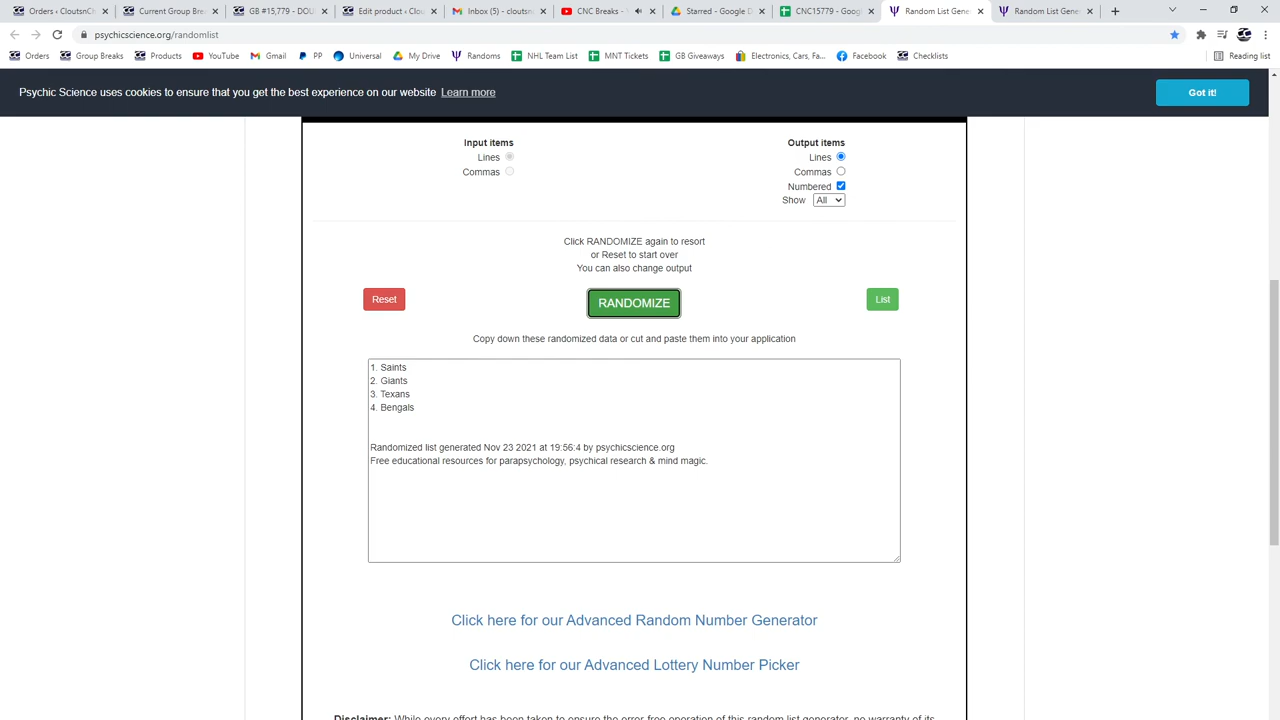 Orders - CloutsnCh
Current Group Brea
GB #15,779 - DOU
Edit product ‹ Clou
Inbox (5) - cloutsn
CNC Breaks -
Starred - Google D
CNC15779 - Goog
Random List Gene
Random List Gene
psychicscience.org/randomlist
Orders
Group Breaks
Products
YouTube
Gmail
PP
Universal
My Drive
Randoms
NHL Team List
MNT Tickets
GB Giveaways
Electronics, Cars, Fa...
Facebook
Checklists
Reading list
Psychic Science uses cookies to ensure that you get the best experience on our website Learn more
Got it!
Input items
Lines
Commas
Output items
Lines
Commas
Numbered
Show All
Click RANDOMIZE again to resort
or Reset to start over
You can also change output
Reset
RANDOMIZE
List
Copy down these randomized data or cut and paste them into your application
1. Saints
2. Giants
3. Texans
4. Bengals
Randomized list generated Nov 23 2021 at 19:56:4 by psychicscience.org
Free educational resources for parapsychology, psychical research & mind magic.
Click here for our Advanced Random Number Generator
Click here for our Advanced Lottery Number Picker
Disclaimer: While every effort has been taken to ensure the error-free operation of this random list generator, no warranty of its